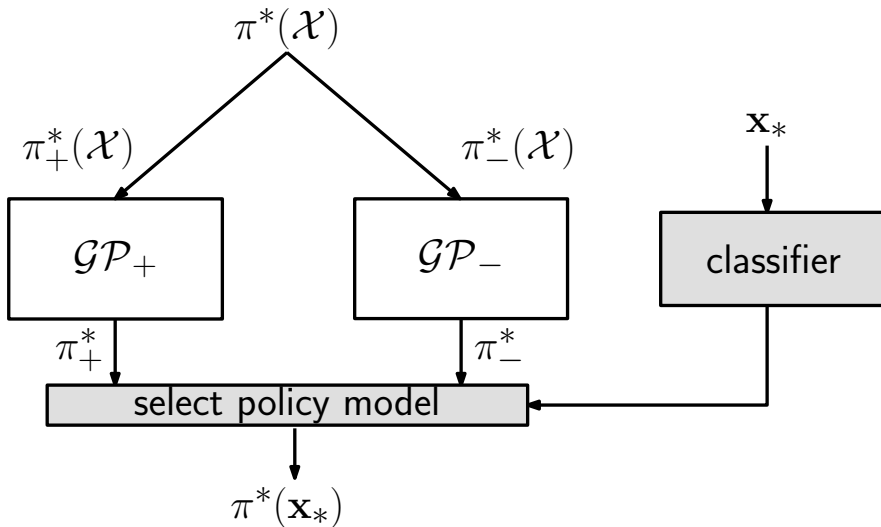 π*(𝒳)
π*₊(𝒳) π*₋(𝒳) x*
𝒢𝒫₊ 𝒢𝒫₋ classifier
π*₊ π*₋
select policy model
π*(x*)